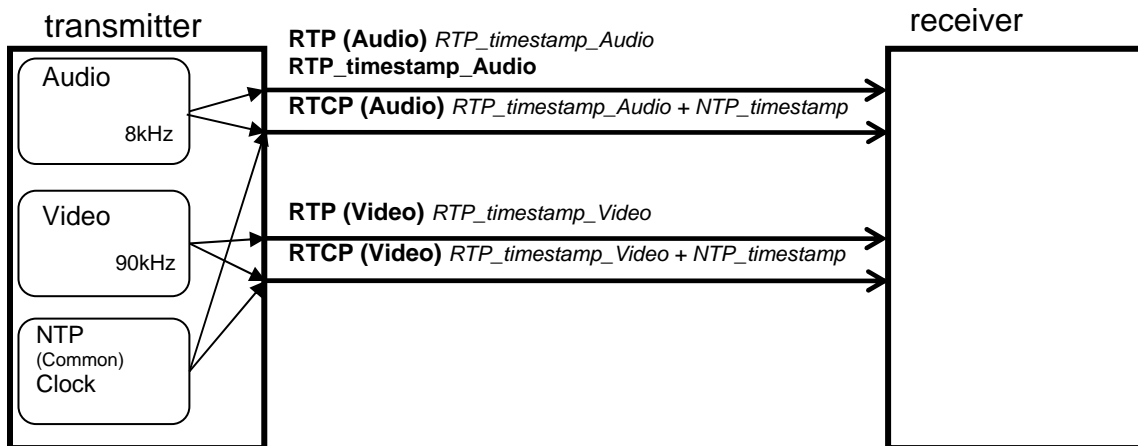 transmitter
receiver
Audio
8kHz
RTP (Audio) RTP_timestamp_Audio
RTP_timestamp_Audio
RTCP (Audio) RTP_timestamp_Audio + NTP_timestamp
Video
90kHz
RTP (Video) RTP_timestamp_Video
RTCP (Video) RTP_timestamp_Video + NTP_timestamp
NTP
(Common)
Clock